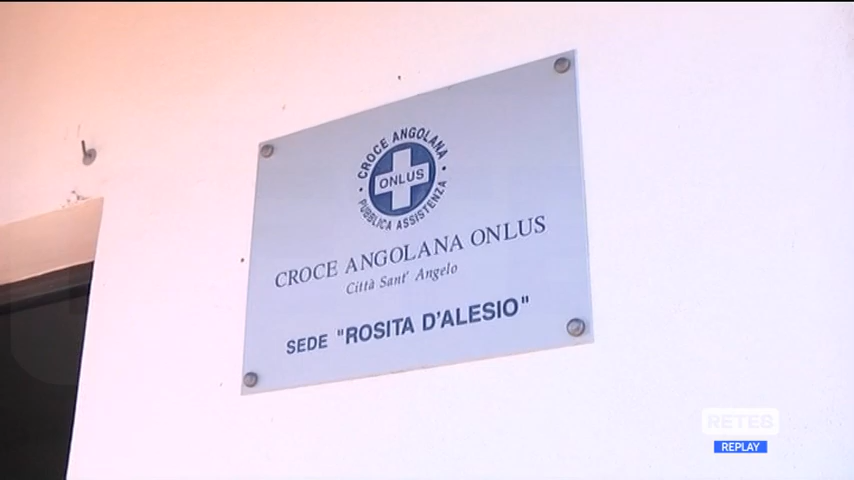 CROCE ANGOLANA
ONLUS
PUBBLICA ASSISTENZA
CROCE ANGOLANA ONLUS
Città Sant' Angelo
SEDE "ROSITA D'ALESIO"
RETE8
REPLAY